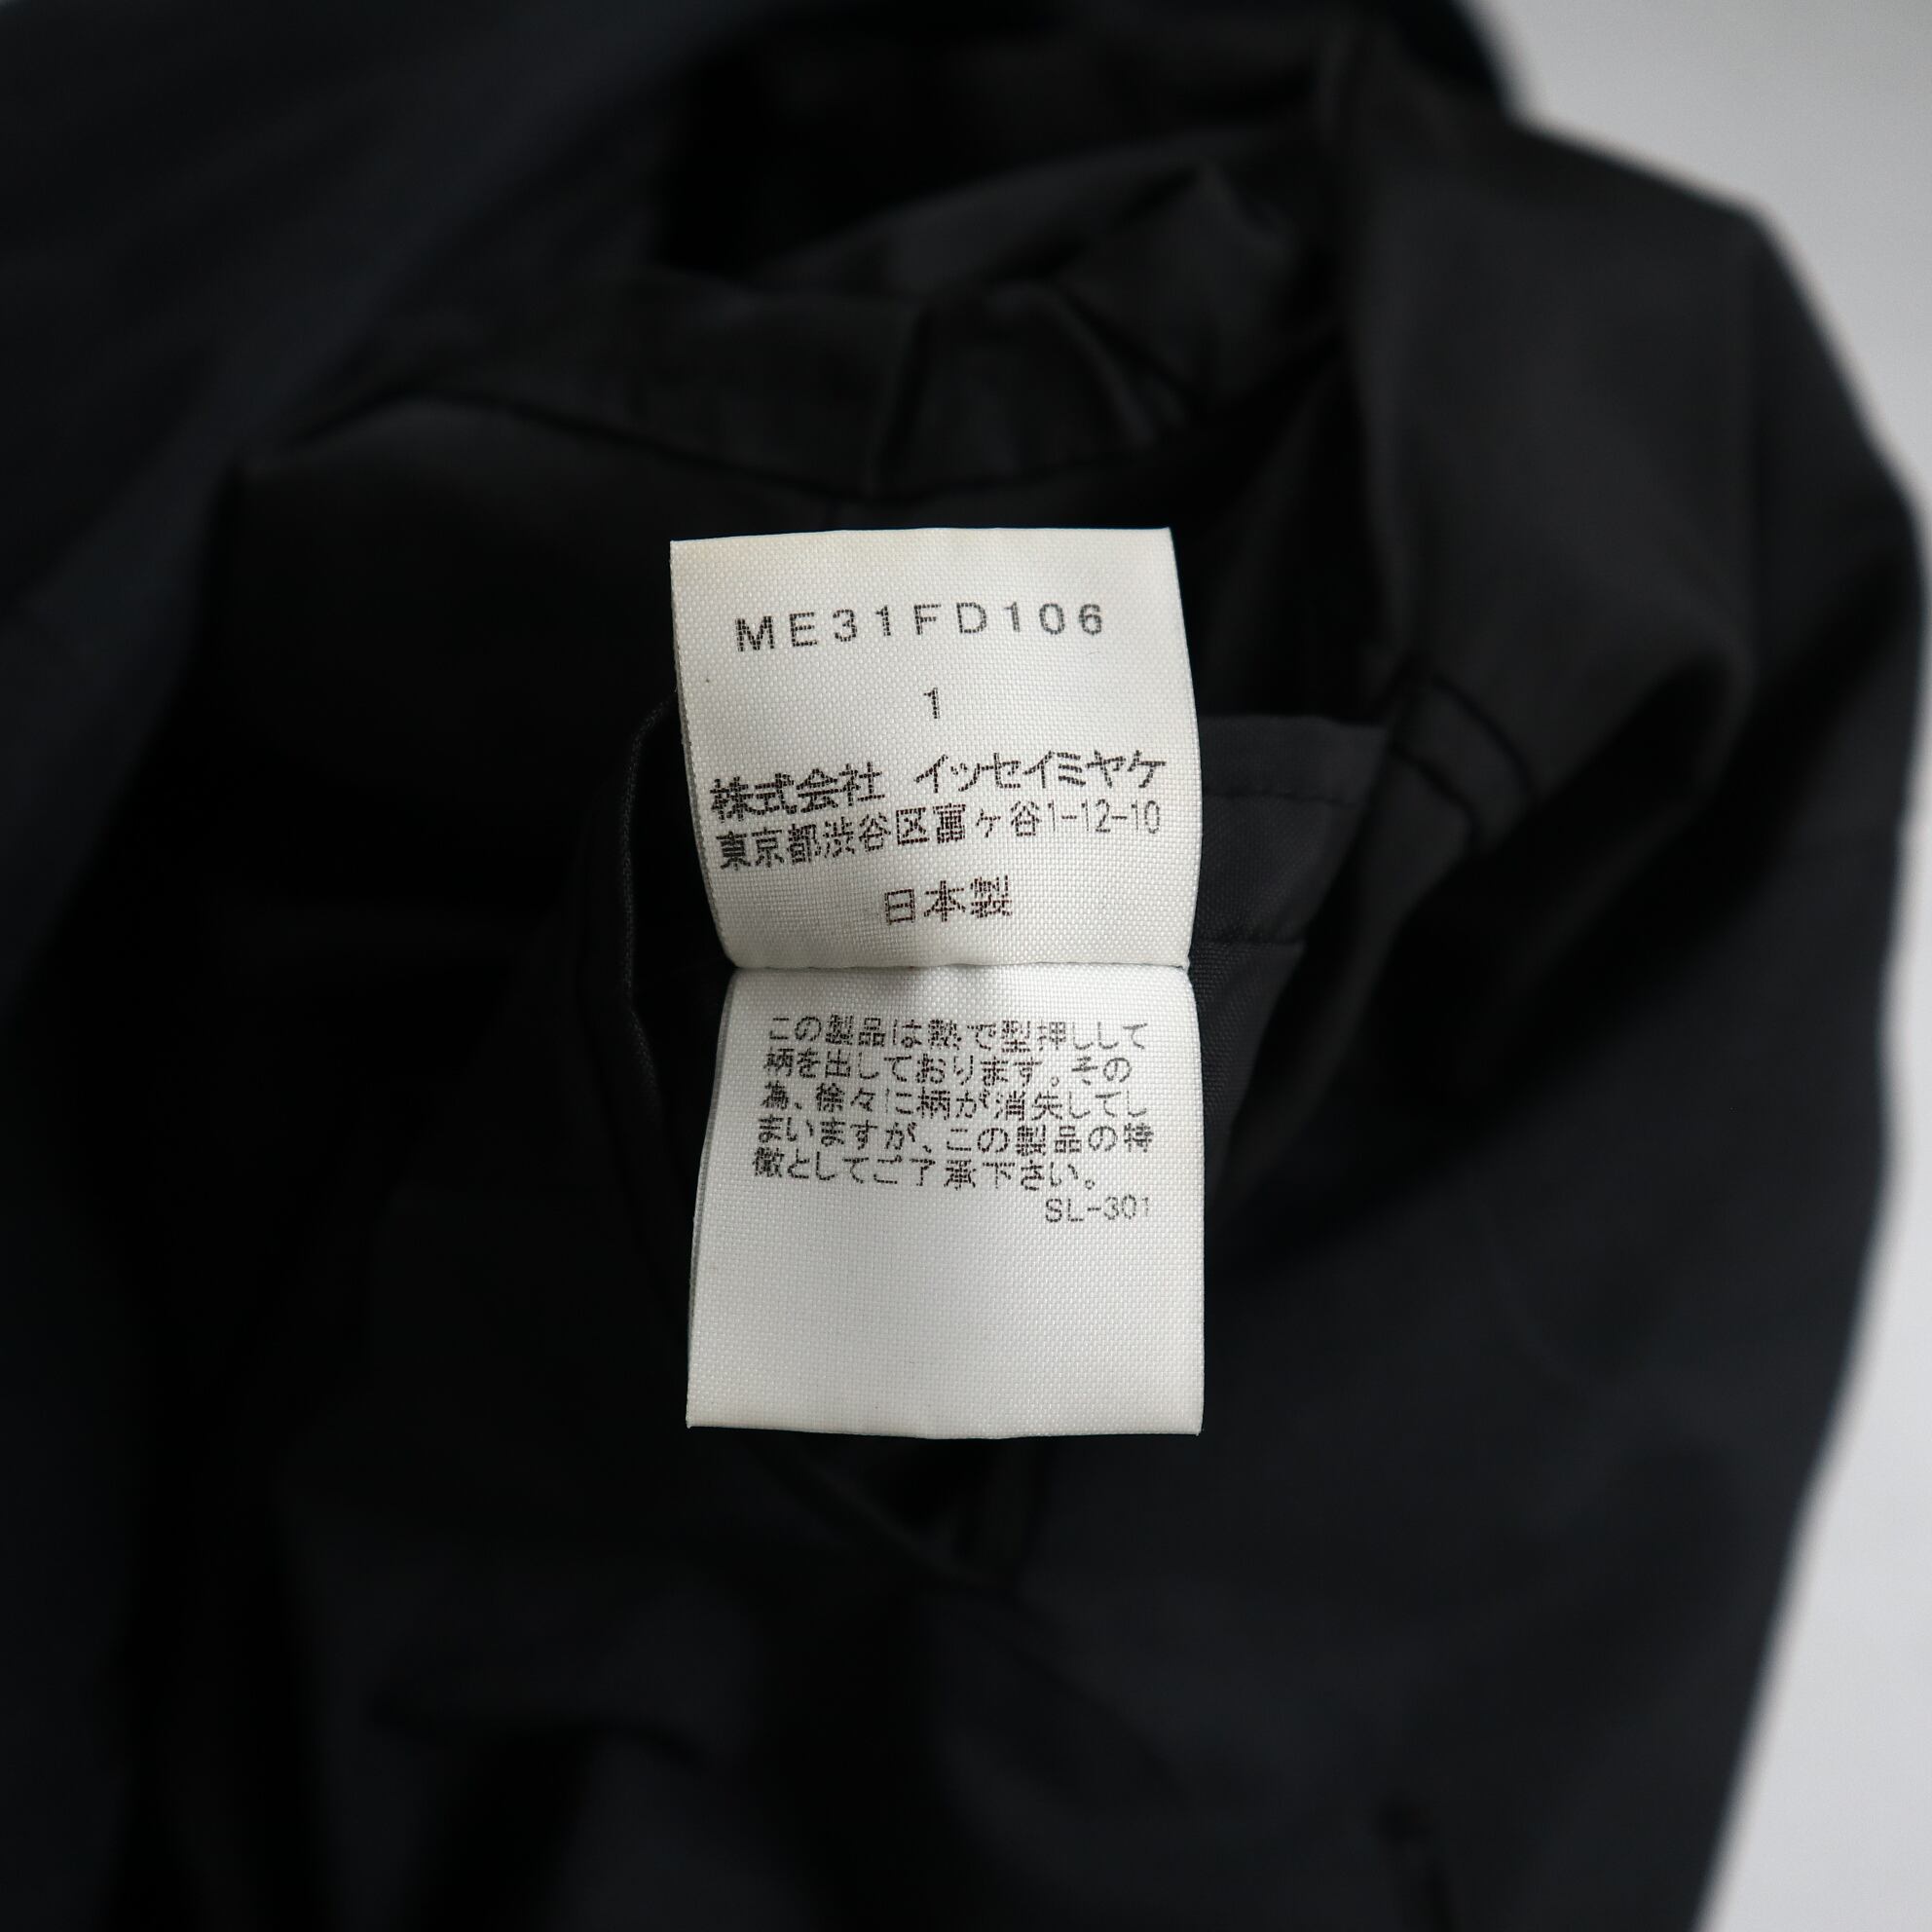 ME31FD106
1
株式会社 イッセイミヤケ
東京都渋谷区富ヶ谷1-12-10
日本製
この製品は熱で型押しして
柄を出しております。その
為、徐々に柄が消失してし
まいますが、この製品の特
徴としてご了承下さい。
SL-301